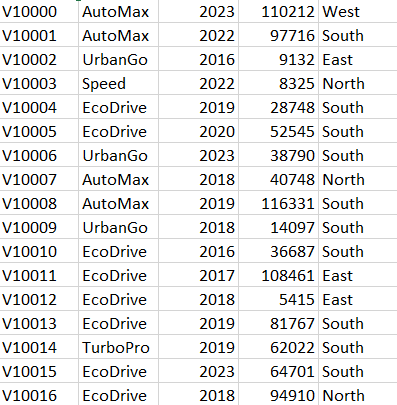 V10000 AutoMax 2023 110212 West
V10001 AutoMax 2022 97716 South
V10002 UrbanGo 2016 9132 East
V10003 Speed 2022 8325 North
V10004 EcoDrive 2019 28748 South
V10005 EcoDrive 2020 52545 South
V10006 UrbanGo 2023 38790 South
V10007 AutoMax 2018 40748 North
V10008 AutoMax 2019 116331 South
V10009 UrbanGo 2018 14097 South
V10010 EcoDrive 2016 36687 South
V10011 EcoDrive 2017 108461 East
V10012 EcoDrive 2018 5415 East
V10013 EcoDrive 2019 81767 South
V10014 TurboPro 2019 62022 South
V10015 EcoDrive 2023 64701 South
V10016 EcoDrive 2018 94910 North